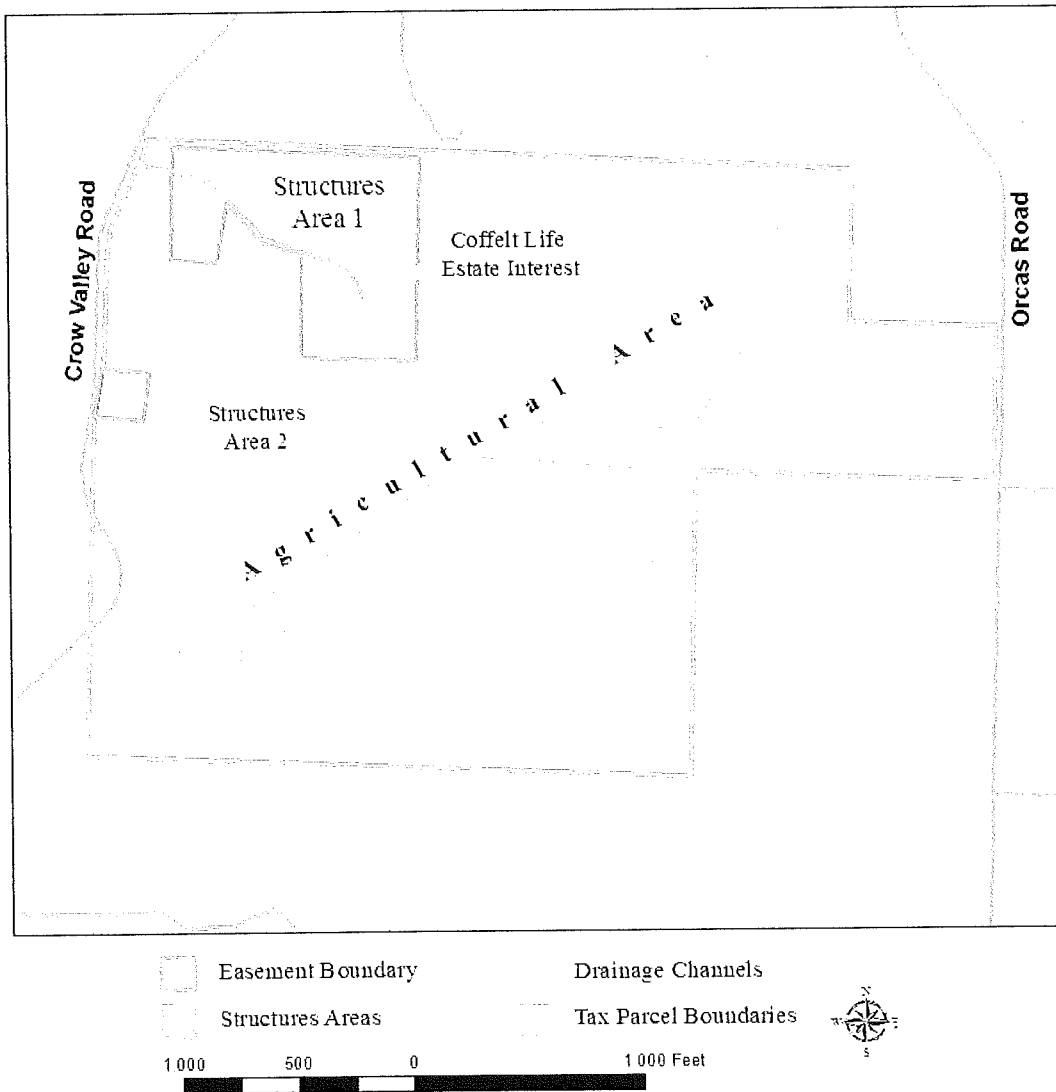 Structures
Area 1
Coffelt Life
Estate Interest
Crow Valley Road
Orcas Road
Structures
Area 2
Agricultural Area
Easement Boundary
Drainage Channels
Structures Areas
Tax Parcel Boundaries
N
W
E
S
1 000 500 0 1 000 Feet